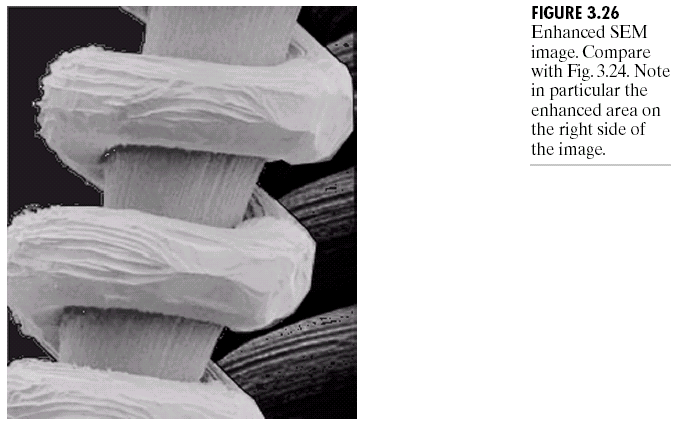 FIGURE 3.26
Enhanced SEM
image. Compare
with Fig. 3.24. Note
in particular the
enhanced area on
the right side of
the image.